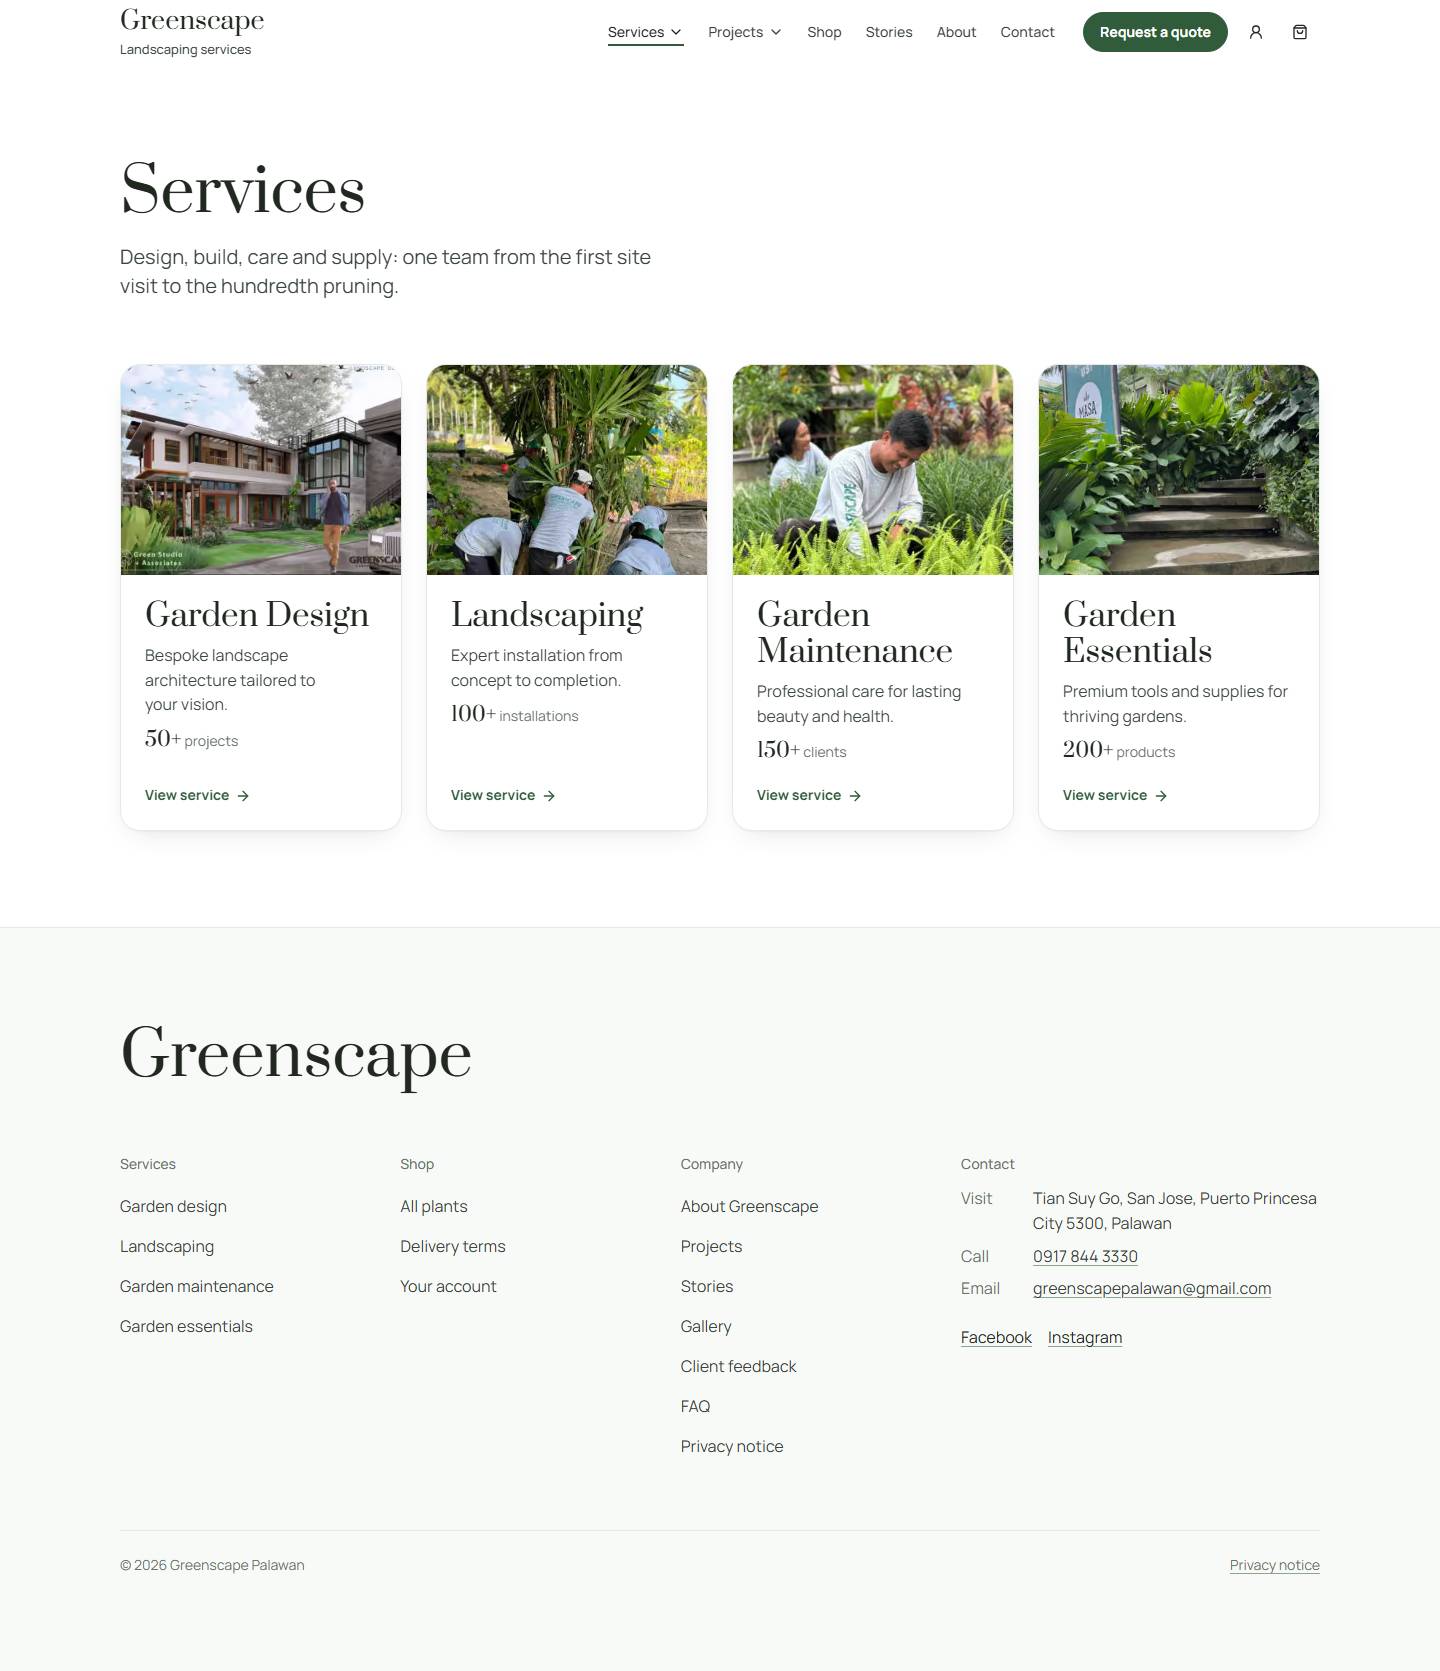 Greenscape
Landscaping services
Services
Projects
Shop
Stories
About
Contact
Request a quote
Services
Design, build, care and supply: one team from the first site
visit to the hundredth pruning.
Green Studio
+ Associates
MASA
Garden Design
Bespoke landscape
architecture tailored to
your vision.
50+ projects
View service
Landscaping
Expert installation from
concept to completion.
100+ installations
View service
Garden
Maintenance
Professional care for lasting
beauty and health.
150+ clients
View service
Garden
Essentials
Premium tools and supplies for
thriving gardens.
200+ products
View service
Greenscape
Services
Garden design
Landscaping
Garden maintenance
Garden essentials
Shop
All plants
Delivery terms
Your account
Company
About Greenscape
Projects
Stories
Gallery
Client feedback
FAQ
Privacy notice
Contact
Visit Tian Suy Go, San Jose, Puerto Princesa
City 5300, Palawan
Call 0917 844 3330
Email greenscapepalawan@gmail.com
Facebook Instagram
© 2026 Greenscape Palawan
Privacy notice